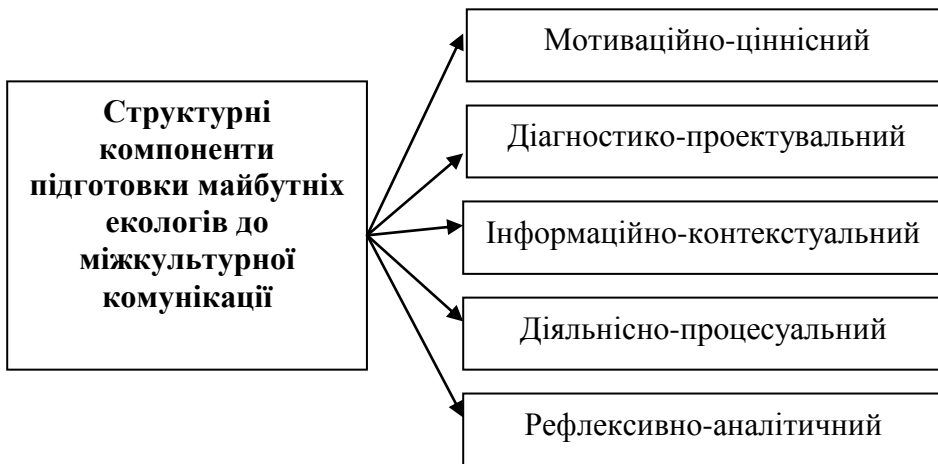 Структурні
компоненти
підготовки майбутніх
екологів до
міжкультурної
комунікації
Мотиваційно-ціннісний
Діагностико-проектувальний
Інформаційно-контекстуальний
Діяльнісно-процесуальний
Рефлексивно-аналітичний